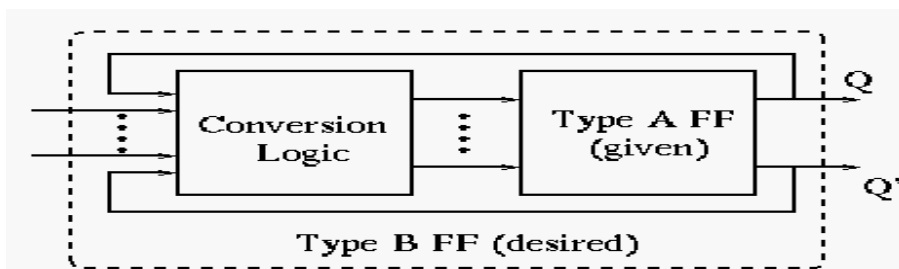 Q
Conversion
Logic
Type A FF
(given)
Q'
Type B FF (desired)